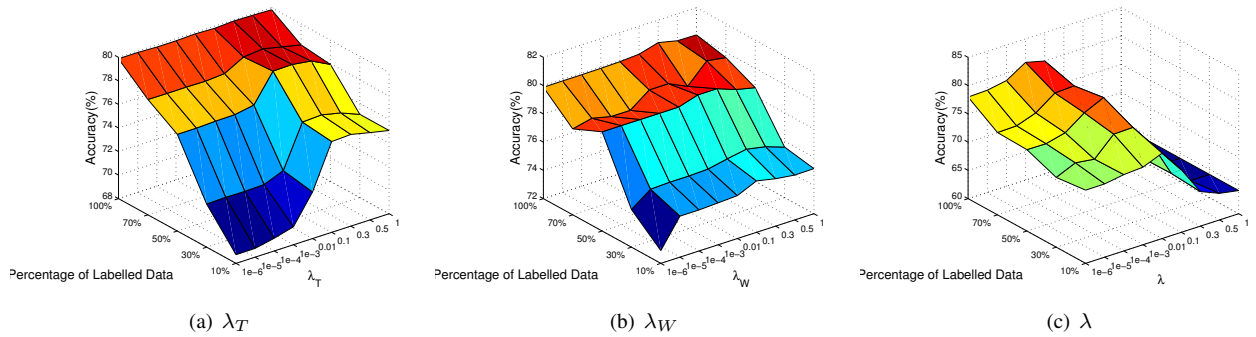 80
78
76
74
72
70
68
Accuracy(%)
100%
70%
50%
30%
10%
1e−6
1e−5
1e−4
1e−3
0.01
0.1
0.3
0.5
1
Percentage of Labelled Data
λT
(a) λT
82
80
78
76
74
72
Accuracy(%)
100%
70%
50%
30%
10%
1e−6
1e−5
1e−4
1e−3
0.01
0.1
0.3
0.5
1
Percentage of Labelled Data
λW
(b) λW
85
80
75
70
65
60
Accuracy(%)
100%
70%
50%
30%
10%
1e−6
1e−5
1e−4
1e−3
0.01
0.1
0.3
0.5
1
Percentage of Labelled Data
λ
(c) λ